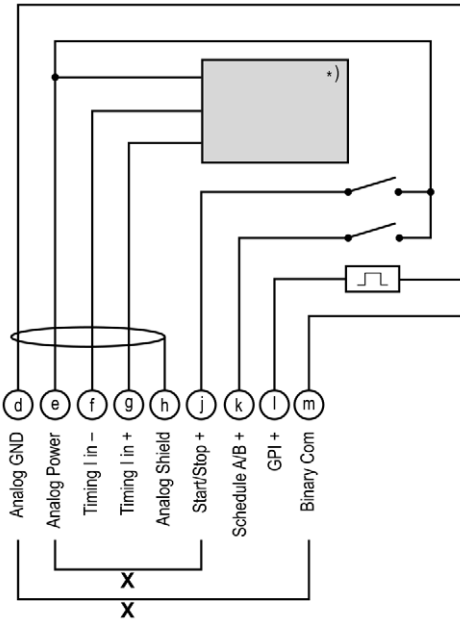 *)
d
e
f
g
h
j
k
l
m
Analog GND
Analog Power
Timing I in –
Timing I in +
Analog Shield
Start/Stop +
Schedule A/B +
GPI +
Binary Com
X
X